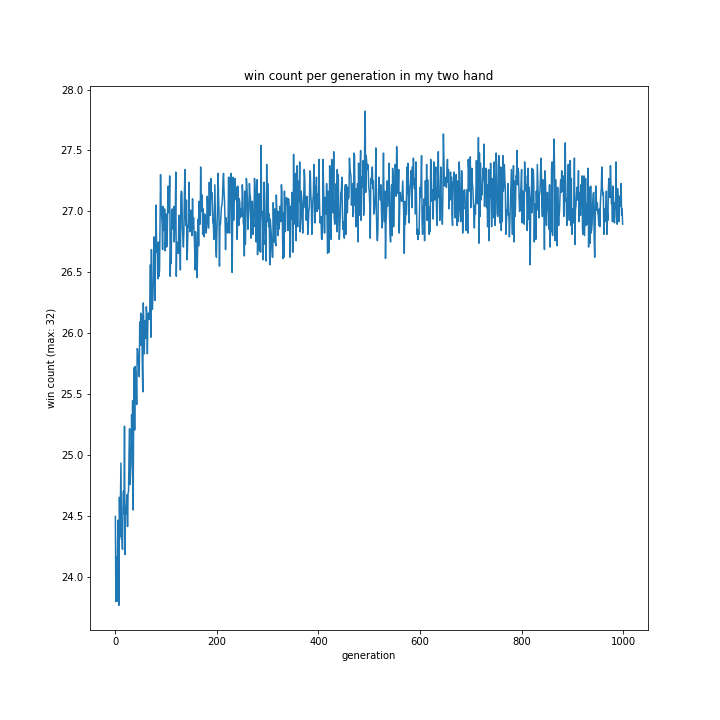 win count per generation in my two hand
28.0
27.5
27.0
26.5
26.0
25.5
25.0
24.5
24.0
win count (max: 32)
0 200 400 600 800 1000
generation